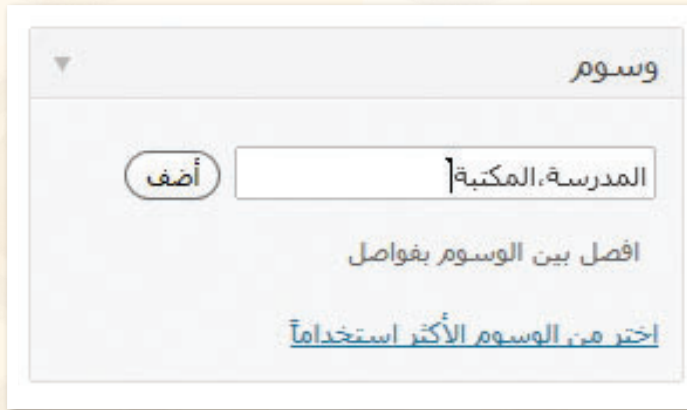 وسوم
المدرسة،المكتبة
أضف
افصل بين الوسوم بفواصل
اختر من الوسوم الأكثر استخداماً